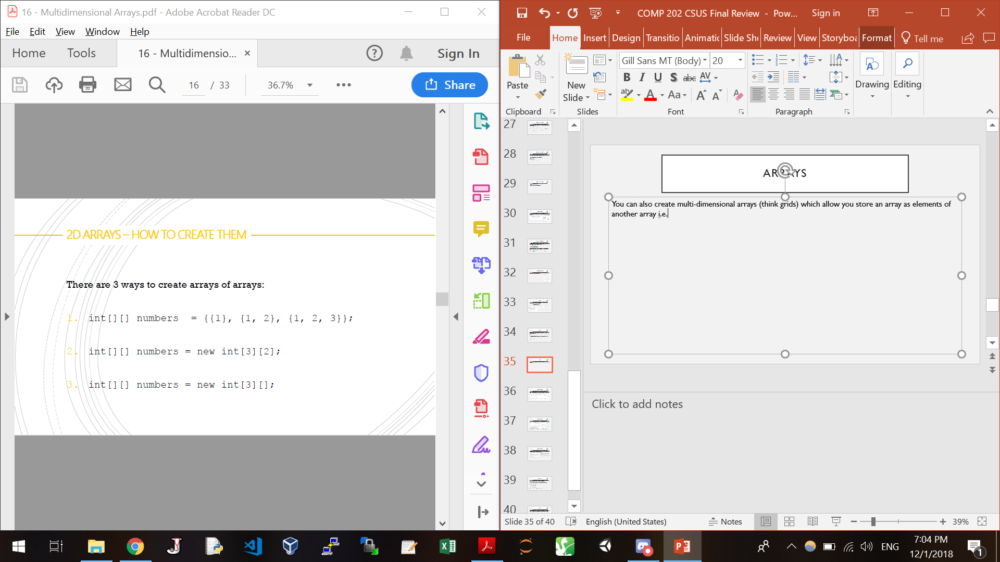 16 - Multidimensional Arrays.pdf - Adobe Acrobat Reader DC
File Edit View Window Help
Home Tools 16 - Multidimensio... × Sign In
16 / 33 36.7% Share
2D ARRAYS – HOW TO CREATE THEM
There are 3 ways to create arrays of arrays:
1. int[][] numbers = {{1}, {1, 2}, {1, 2, 3}};
2. int[][] numbers = new int[3][2];
3. int[][] numbers = new int[3][];
COMP 202 CSUS Final Review - Pow... Sign in
File Home Insert Design Transitio Animatic Slide Sh Review View Storyboa Format Tell me
Paste
New
Slide
Gill Sans MT (Body) 20
B I U S abc AV
ab A Aa A A
Drawing Editing
Clipboard Slides Font Paragraph
27
28
29
30
31
32
33
34
35
36
37
38
39
40
ARRAYS
You can also create multi-dimensional arrays (think grids) which allow you store an array as elements of
another array i.e.
Click to add notes
Slide 35 of 40 English (United States) Notes 39%
ENG
7:04 PM
12/1/2018
1